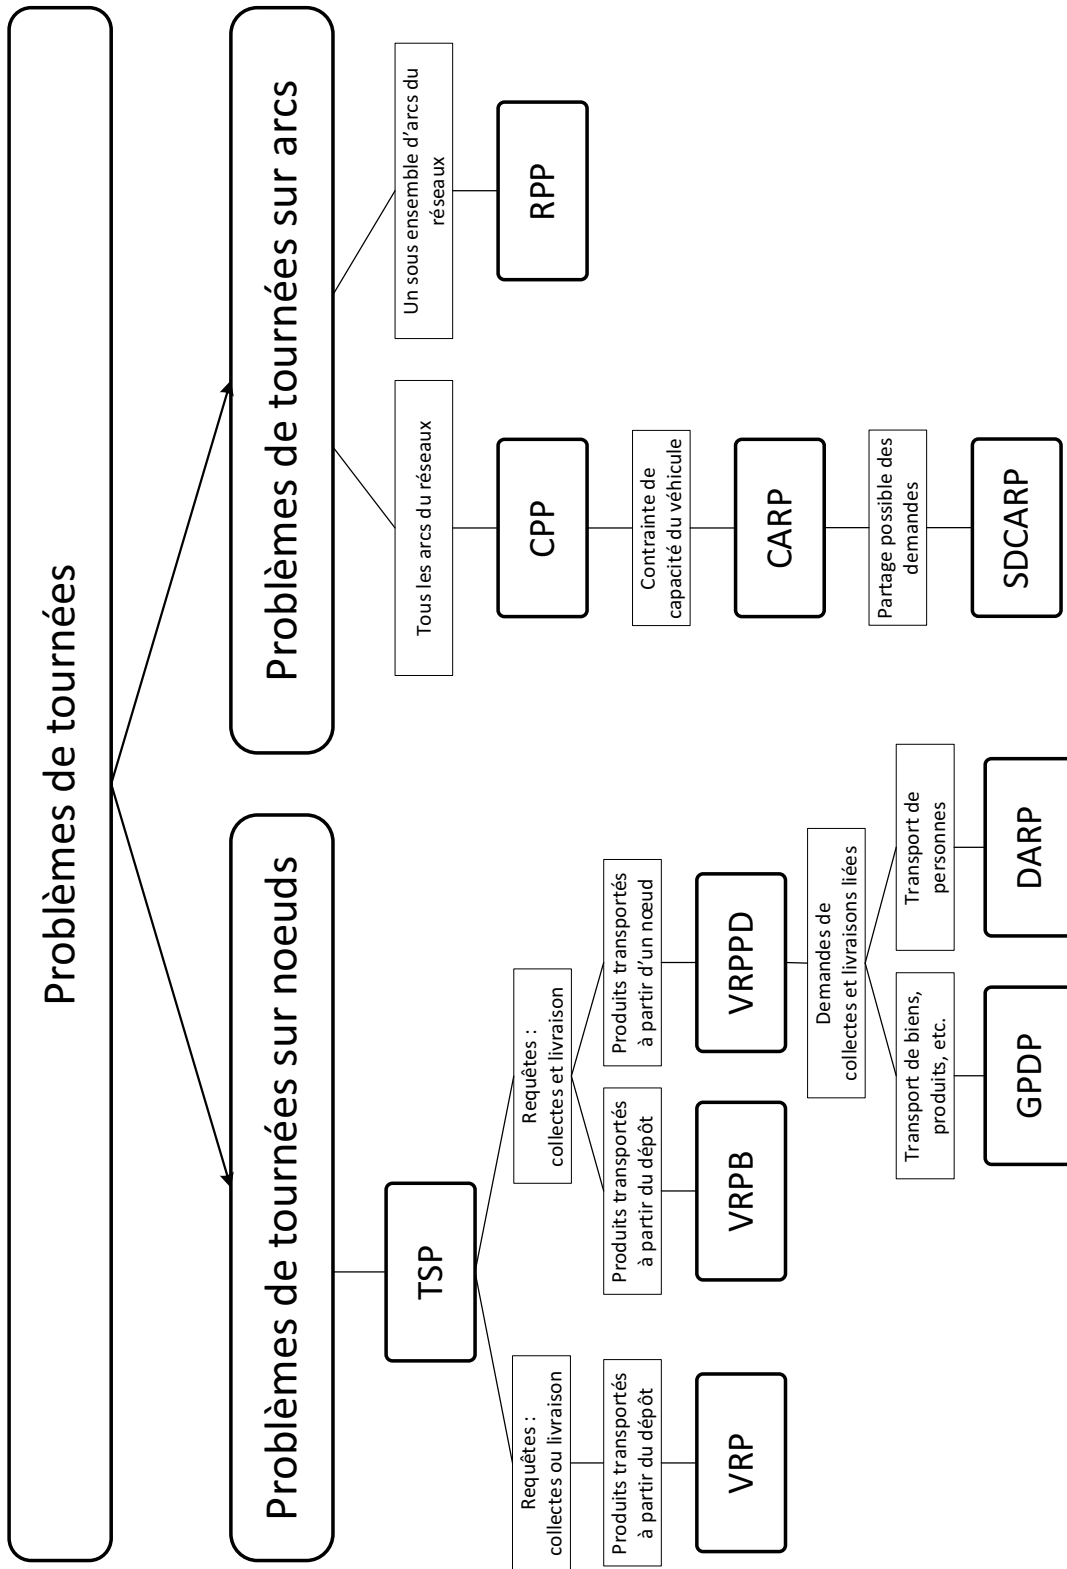 Problèmes de tournées
Problèmes de tournées sur noeuds
Problèmes de tournées sur arcs
TSP
Tous les arcs du réseaux
Un sous ensemble d'arcs du
réseaux
Requêtes :
collectes ou livraison
Requêtes :
collectes et livraison
CPP
RPP
Produits transportés
à partir du dépôt
Produits transportés
à partir du dépôt
Produits transportés
à partir d'un nœud
Contrainte de
capacité du véhicule
VRP
VRPB
VRPPD
CARP
Demandes de
collectes et livraisons liées
Partage possible des
demandes
Transport de biens,
produits, etc.
Transport de
personnes
GPDP
DARP
SDCARP